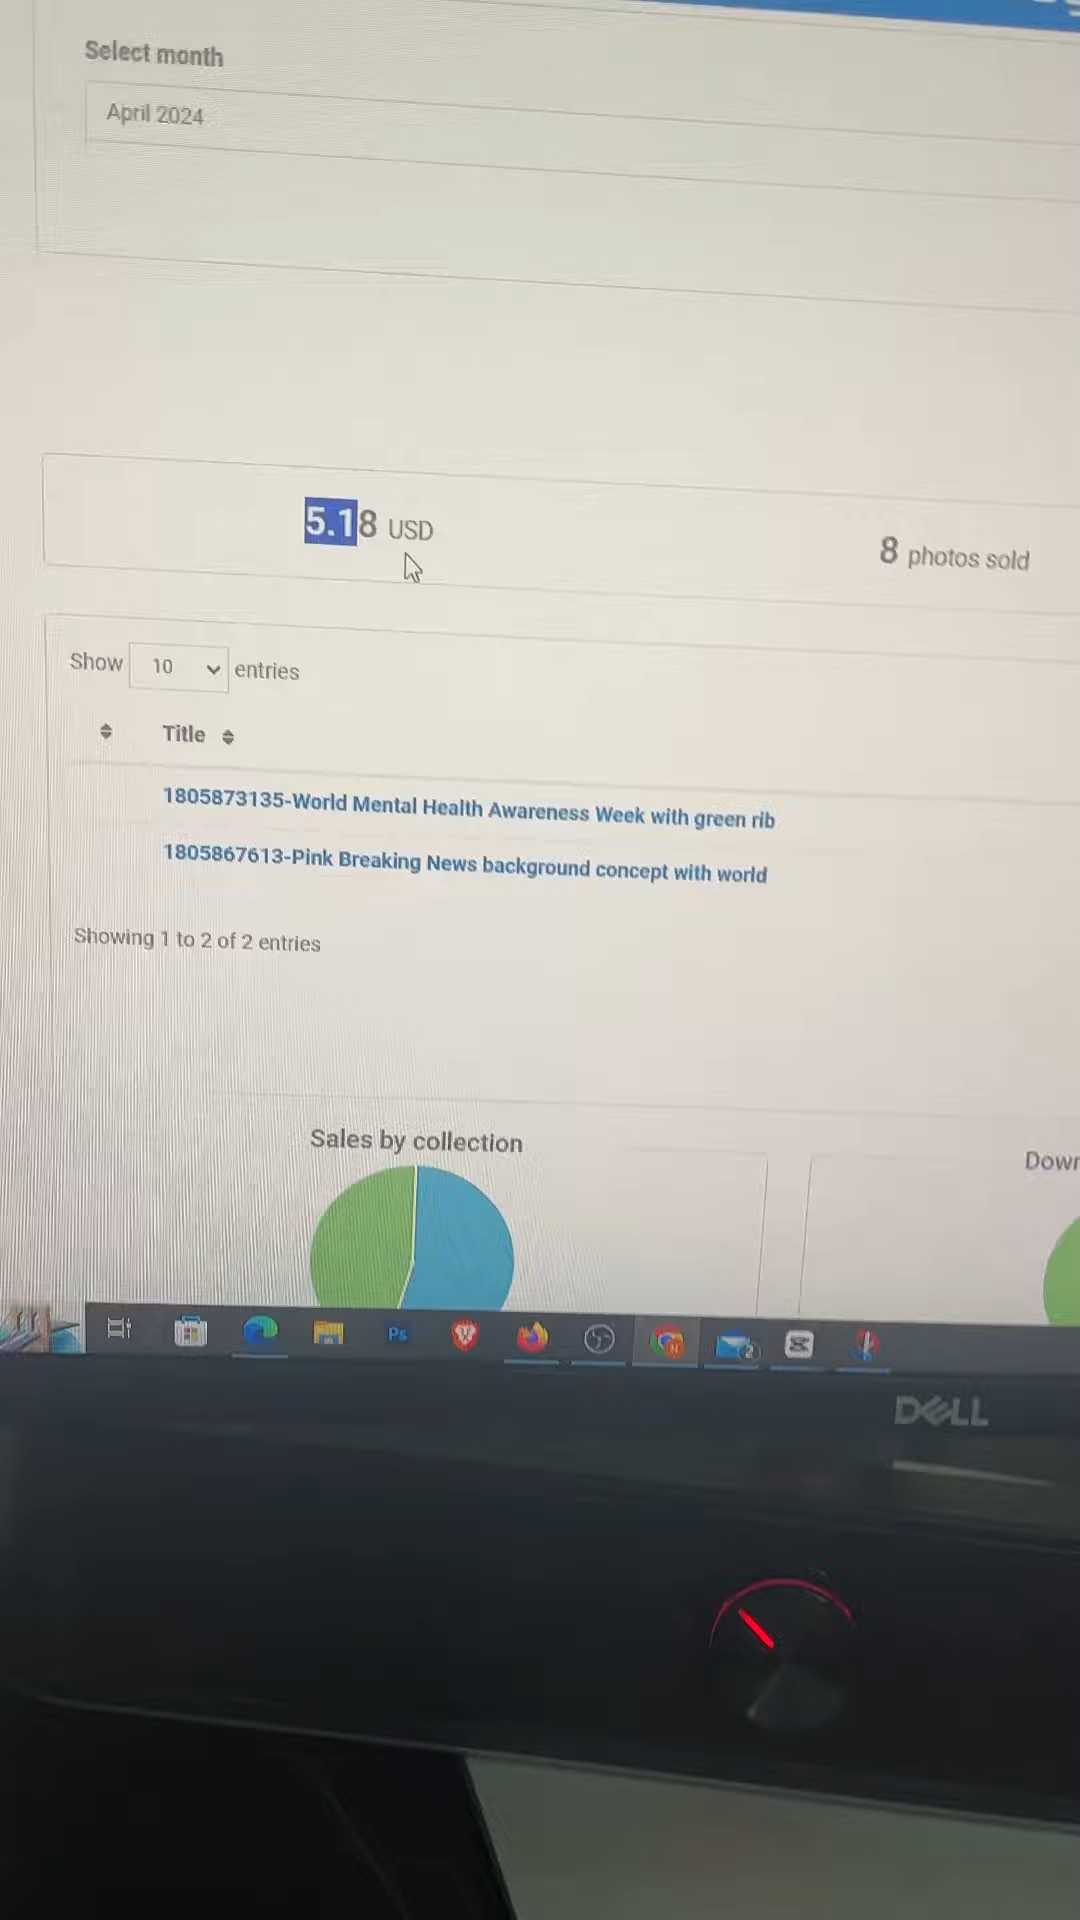 Select month
April 2024
5.18 USD
8 photos sold
Show 10 entries
Title
1805873135-World Mental Health Awareness Week with green rib
1805867613-Pink Breaking News background concept with world
Showing 1 to 2 of 2 entries
Sales by collection
Down
Ps
N
2
DELL